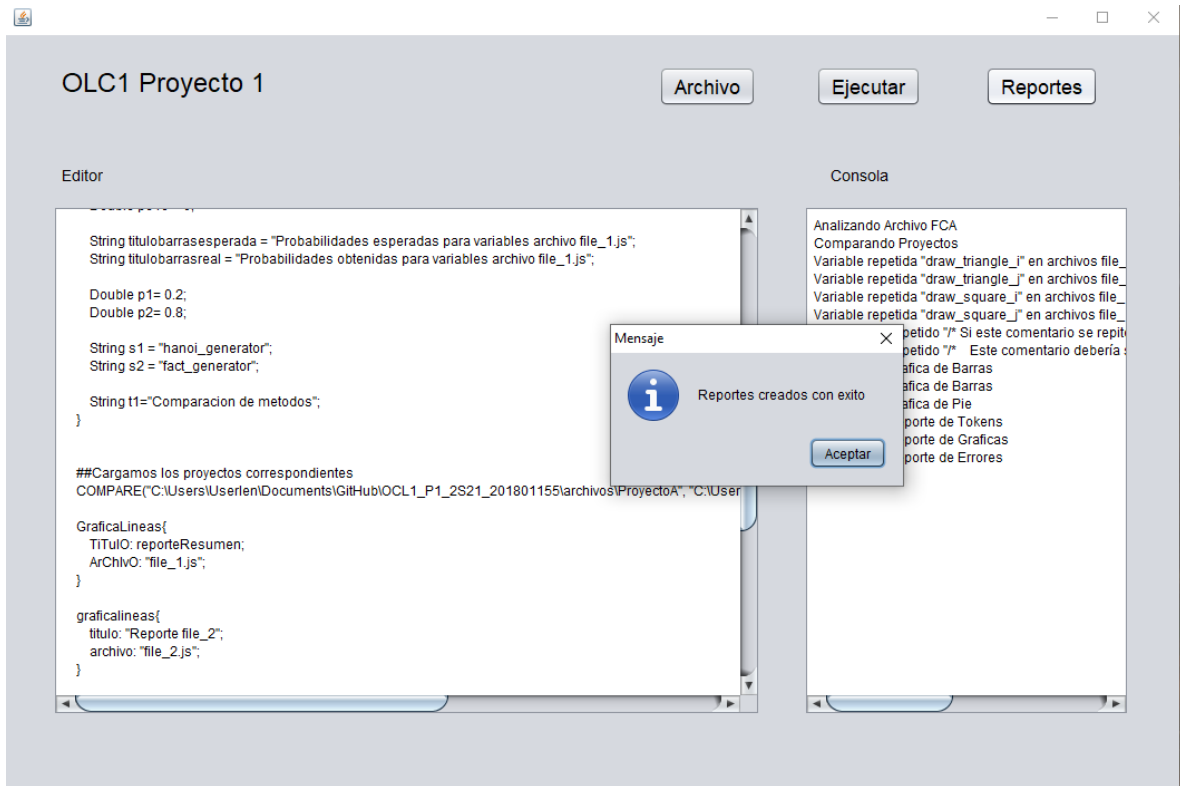 OLC1 Proyecto 1
Archivo
Ejecutar
Reportes
Editor
Consola
String titulobarrasesperada = "Probabilidades esperadas para variables archivo file_1.js";
String titulobarrasreal = "Probabilidades obtenidas para variables archivo file_1.js";
Double p1= 0.2;
Double p2= 0.8;
String s1 = "hanoi_generator";
String s2 = "fact_generator";
String t1="Comparacion de metodos";
}
##Cargamos los proyectos correspondientes
COMPARE("C:\Users\Userlen\Documents\GitHub\OCL1_P1_2S21_201801155\archivos\ProyectoA", "C:\User
GraficaLineas{
TiTulO: reporteResumen;
ArChIvO: "file_1.js";
}
graficalineas{
titulo: "Reporte file_2";
archivo: "file_2.js";
}
Analizando Archivo FCA
Comparando Proyectos
Variable repetida "draw_triangle_i" en archivos file_
Variable repetida "draw_triangle_j" en archivos file_
Variable repetida "draw_square_i" en archivos file_
Variable repetida "draw_square_j" en archivos file_
petido "/* Si este comentario se repit
petido "/* Este comentario debería
afica de Barras
afica de Barras
afica de Pie
porte de Tokens
porte de Graficas
porte de Errores
Mensaje
Reportes creados con exito
Aceptar